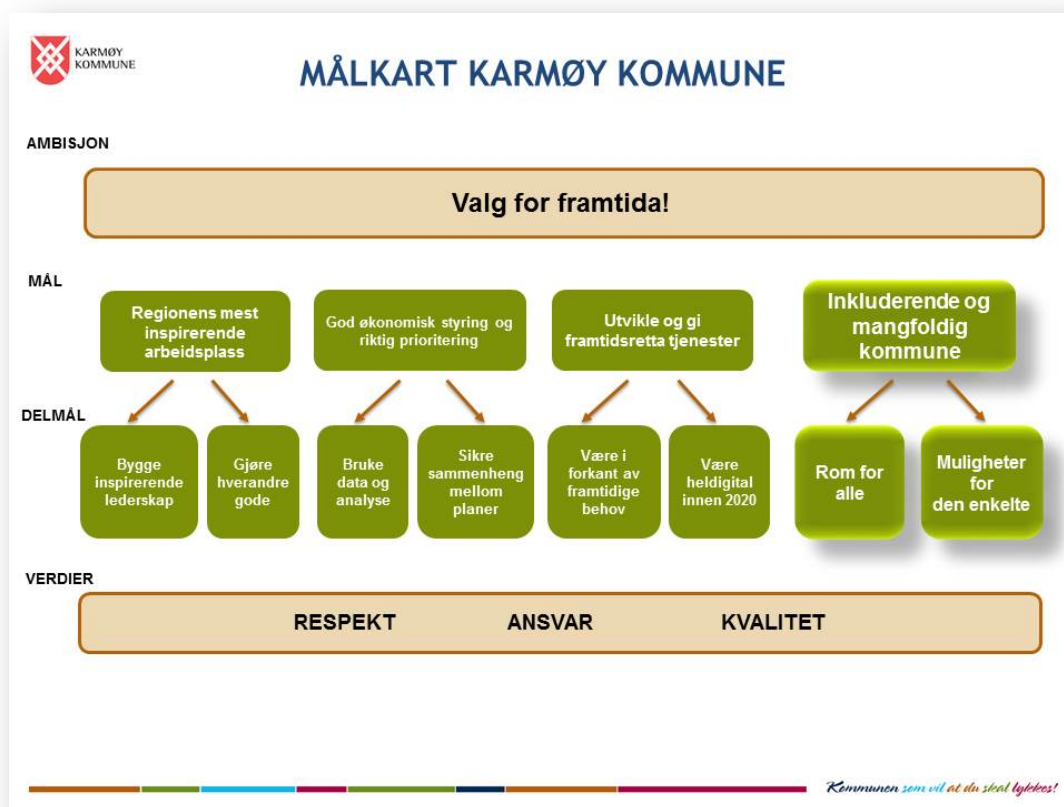 KARMØY
KOMMUNE
MÅLKART KARMØY KOMMUNE
AMBISJON
Valg for framtida!
MÅL
Regionens mest
inspirerende
arbeidsplass
God økonomisk styring og
riktig prioritering
Utvikle og gi
framtidsretta tjenester
Inkluderende og
mangfoldig
kommune
DELMÅL
Bygge
inspirerende
lederskap
Gjøre
hverandre
gode
Bruke
data og
analyse
Sikre
sammenheng
mellom
planer
Være i
forkant av
framtidige
behov
Være
heldigital
innen 2020
Rom for
alle
Muligheter
for
den enkelte
VERDIER
RESPEKT ANSVAR KVALITET
Kommunen som vil at du skal lykkes!